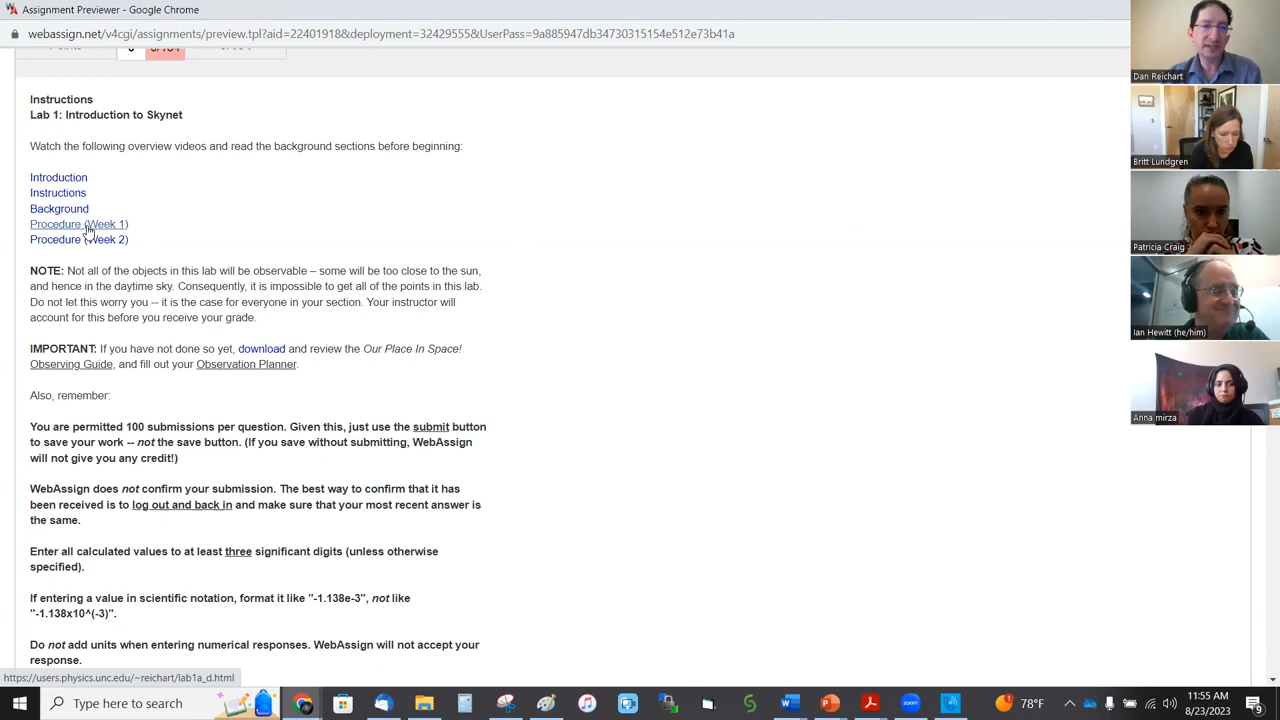 Assignment Previewer - Google Chrome
webassign.net/v4cgi/assignments/preview.tpl?aid=22401918&deployment=32429555&UserPass=9a885947db34730315154e512e73b41a
Instructions
Lab 1: Introduction to Skynet
Watch the following overview videos and read the background sections before beginning:
Introduction
Instructions
Background
Procedure (Week 1)
Procedure (Week 2)
NOTE: Not all of the objects in this lab will be observable – some will be too close to the sun,
and hence in the daytime sky. Consequently, it is impossible to get all of the points in this lab.
Do not let this worry you -- it is the case for everyone in your section. Your instructor will
account for this before you receive your grade.
IMPORTANT: If you have not done so yet, download and review the Our Place In Space!
Observing Guide, and fill out your Observation Planner.
Also, remember:
You are permitted 100 submissions per question. Given this, just use the submit button
to save your work -- not the save button. (If you save without submitting, WebAssign
will not give you any credit!)
WebAssign does not confirm your submission. The best way to confirm that it has
been received is to log out and back in and make sure that your most recent answer is
the same.
Enter all calculated values to at least three significant digits (unless otherwise
specified).
If entering a value in scientific notation, format it like "-1.138e-3", not like
"-1.138x10^(-3)".
Do not add units when entering numerical responses. WebAssign will not accept your
response.
https://users.physics.unc.edu/~reichart/lab1a_d.html
Dan Reichart
Britt Lundgren
Patricia Craig
Ian Hewitt (he/him)
Anna mirza
Type here to search
zoom
78°F
11:55 AM
8/23/2023
9